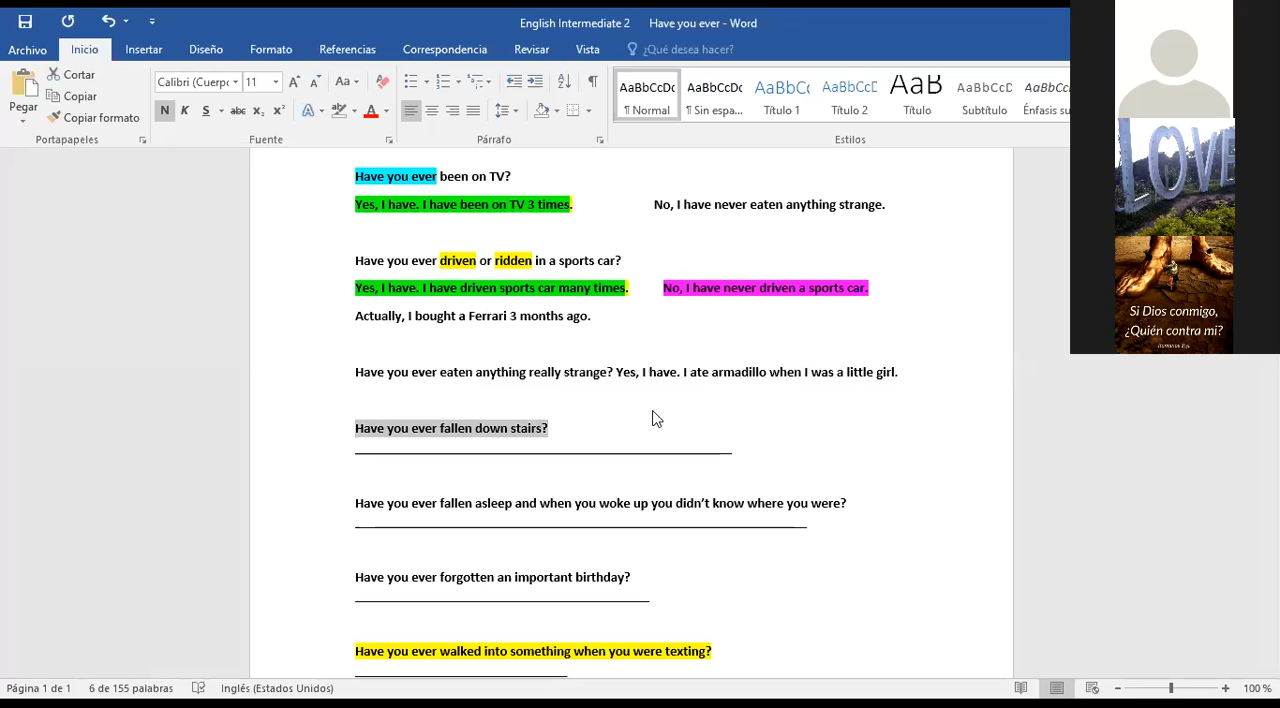 English Intermediate 2 Have you ever - Word
Archivo Inicio Insertar Diseño Formato Referencias Correspondencia Revisar Vista ¿Qué desea hacer?
Pegar
Cortar
Copiar
Copiar formato
Calibri (Cuerpo 11
N K S abc x₂ x²
AaBbCcDc AaBbCcDc AaBbCc AaBbCc AaB AaBbCcD AaBbCc
¶ Normal ¶ Sin espa... Título 1 Título 2 Título Subtítulo Énfasis su
Portapapeles Fuente Párrafo Estilos
Have you ever been on TV?
Yes, I have. I have been on TV 3 times. No, I have never eaten anything strange.
Have you ever driven or ridden in a sports car?
Yes, I have. I have driven sports car many times. No, I have never driven a sports car.
Actually, I bought a Ferrari 3 months ago.
Have you ever eaten anything really strange? Yes, I have. I ate armadillo when I was a little girl.
Have you ever fallen down stairs?
Have you ever fallen asleep and when you woke up you didn't know where you were?
Have you ever forgotten an important birthday?
Have you ever walked into something when you were texting?
Página 1 de 1 6 de 155 palabras Inglés (Estados Unidos) 100 %
LOVE
Si Dios conmigo,
¿Quién contra mi?